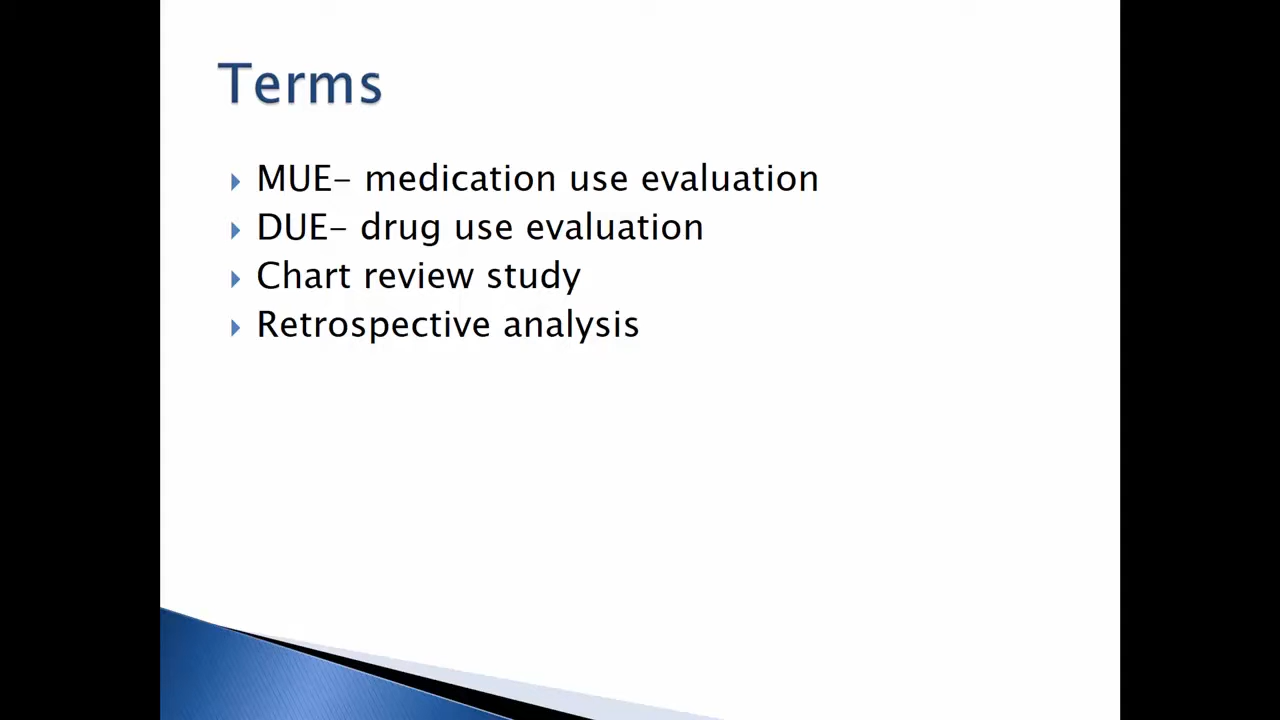 Terms
MUE- medication use evaluation
DUE- drug use evaluation
Chart review study
Retrospective analysis